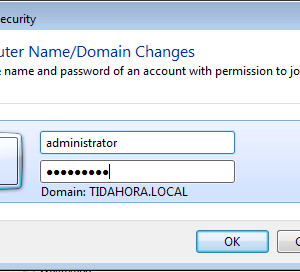 ecurity
uter Name/Domain Changes
name and password of an account with permission to jo
administrator
●●●●●●●●●
Domain: TIDAHORA.LOCAL
OK